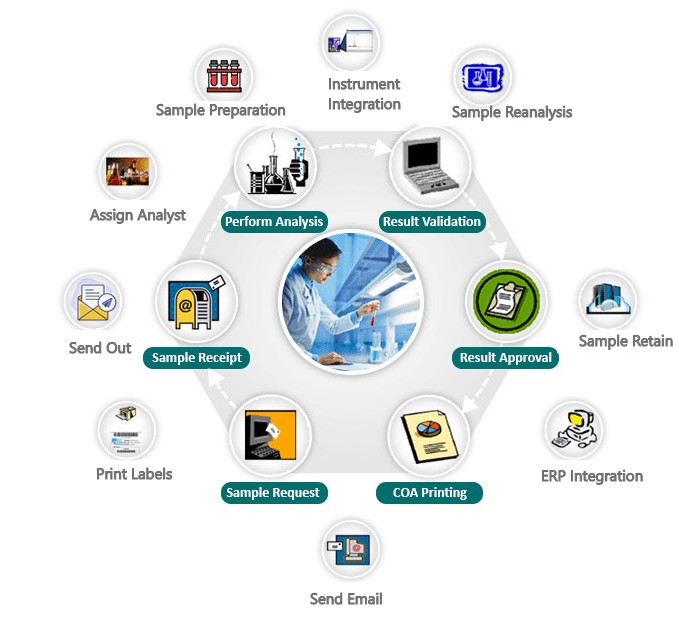 Instrument
Integration
Sample Preparation
Sample Reanalysis
Assign Analyst
Perform Analysis
Result Validation
@
Send Out
Sample Receipt
Result Approval
Sample Retain
Print Labels
Sample Request
COA Printing
ERP Integration
Send Email